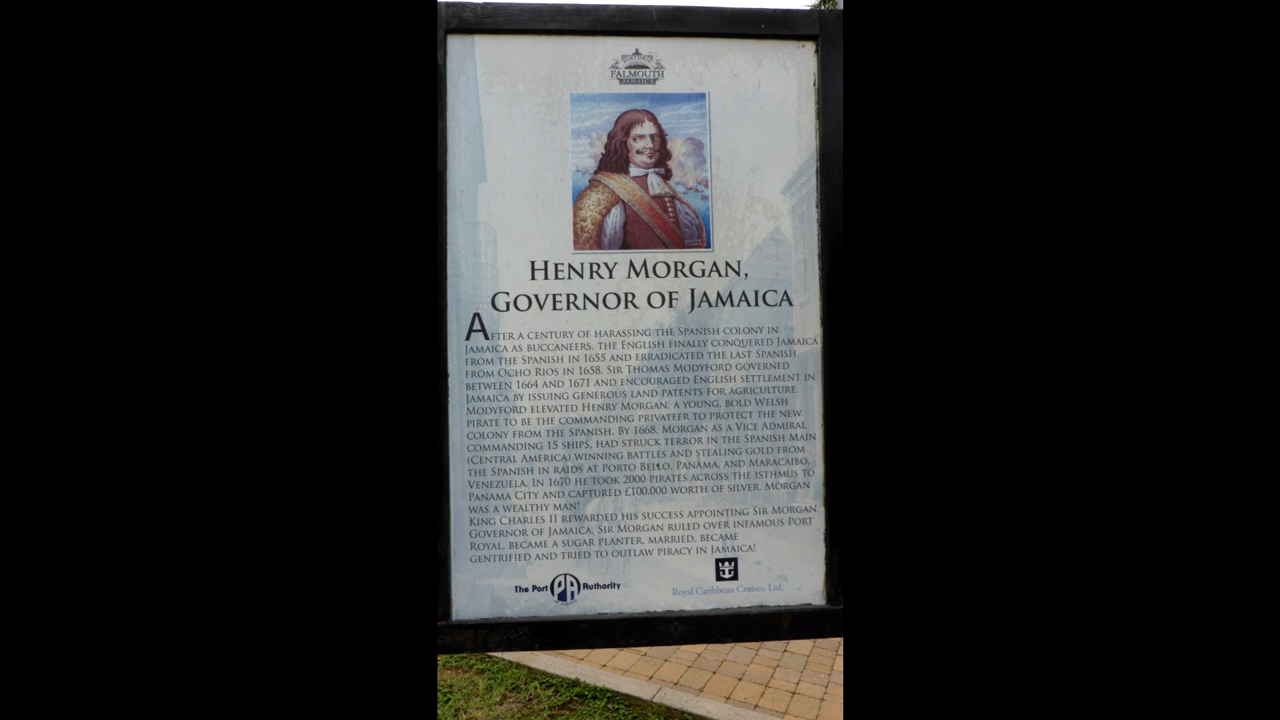 HISTORIC
FALMOUTH
JAMAICA
HENRY MORGAN,
GOVERNOR OF JAMAICA
AFTER A CENTURY OF HARASSING THE SPANISH COLONY IN
JAMAICA AS BUCCANEERS, THE ENGLISH FINALLY CONQUERED JAMAICA
FROM THE SPANISH IN 1655 AND ERRADICATED THE LAST SPANISH
FROM OCHO RIOS IN 1658. SIR THOMAS MODYFORD GOVERNED
BETWEEN 1664 AND 1671 AND ENCOURAGED ENGLISH SETTLEMENT IN
JAMAICA BY ISSUING GENEROUS LAND PATENTS FOR AGRICULTURE.
MODYFORD ELEVATED HENRY MORGAN, A YOUNG, BOLD WELSH
PIRATE TO BE THE COMMANDING PRIVATEER TO PROTECT THE NEW
COLONY FROM THE SPANISH. BY 1668, MORGAN AS A VICE ADMIRAL
COMMANDING 15 SHIPS, HAD STRUCK TERROR IN THE SPANISH MAIN
(CENTRAL AMERICA) WINNING BATTLES AND STEALING GOLD FROM
THE SPANISH IN RAIDS AT PORTO BELLO, PANAMA, AND MARACAIBO,
VENEZUELA. IN 1670 HE TOOK 2000 PIRATES ACROSS THE ISTHMUS TO
PANAMA CITY AND CAPTURED £100,000 WORTH OF SILVER. MORGAN
WAS A WEALTHY MAN!
KING CHARLES II REWARDED HIS SUCCESS APPOINTING SIR MORGAN
GOVERNOR OF JAMAICA. SIR MORGAN RULED OVER INFAMOUS PORT
ROYAL, BECAME A SUGAR PLANTER, MARRIED, BECAME
GENTRIFIED AND TRIED TO OUTLAW PIRACY IN JAMAICA!
The Port PA Authority
Royal Caribbean Cruises, Ltd.